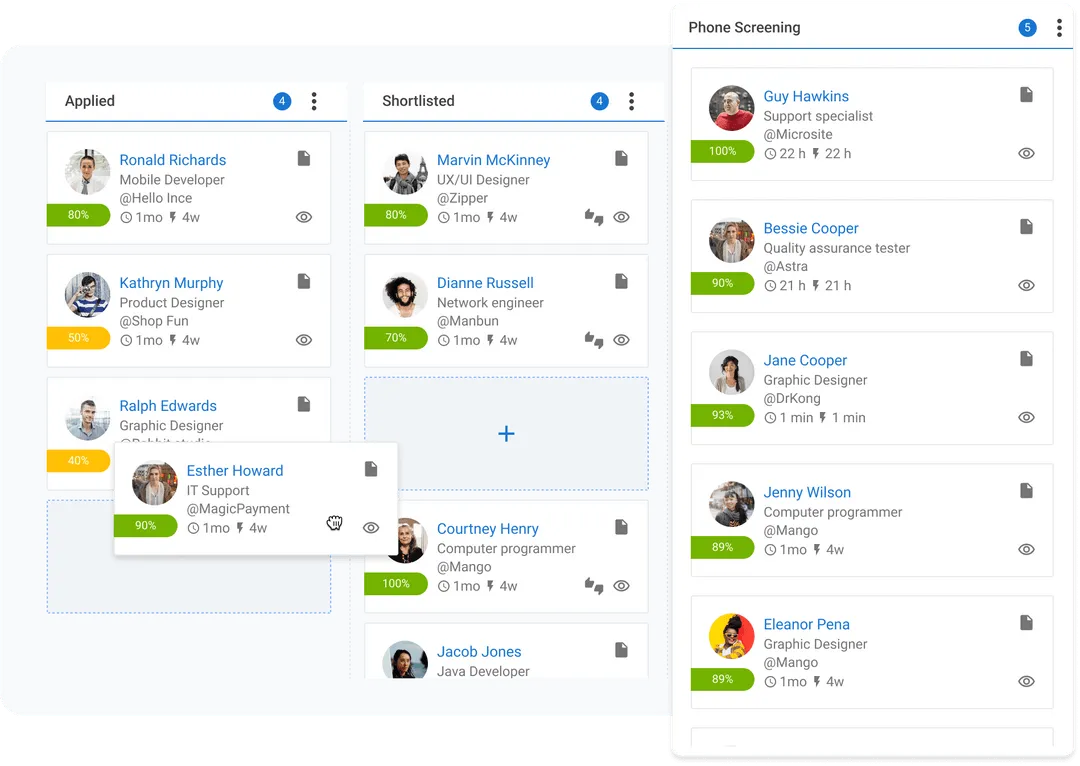 Applied
4
Ronald Richards
Mobile Developer
@Hello Ince
80%
1mo 4w
Kathryn Murphy
Product Designer
@Shop Fun
50%
1mo 4w
Ralph Edwards
Graphic Designer
@Rabbit studio
40%
Esther Howard
IT Support
@MagicPayment
90%
1mo 4w
Shortlisted
4
Marvin McKinney
UX/UI Designer
@Zipper
80%
1mo 4w
Dianne Russell
Network engineer
@Manbun
70%
1mo 4w
+
Courtney Henry
Computer programmer
@Mango
100%
1mo 4w
Jacob Jones
Java Developer
Phone Screening
5
Guy Hawkins
Support specialist
@Microsite
100%
22 h 22 h
Bessie Cooper
Quality assurance tester
@Astra
90%
21 h 21 h
Jane Cooper
Graphic Designer
@DrKong
93%
1 min 1 min
Jenny Wilson
Computer programmer
@Mango
89%
1mo 4w
Eleanor Pena
Graphic Designer
@Mango
89%
1mo 4w